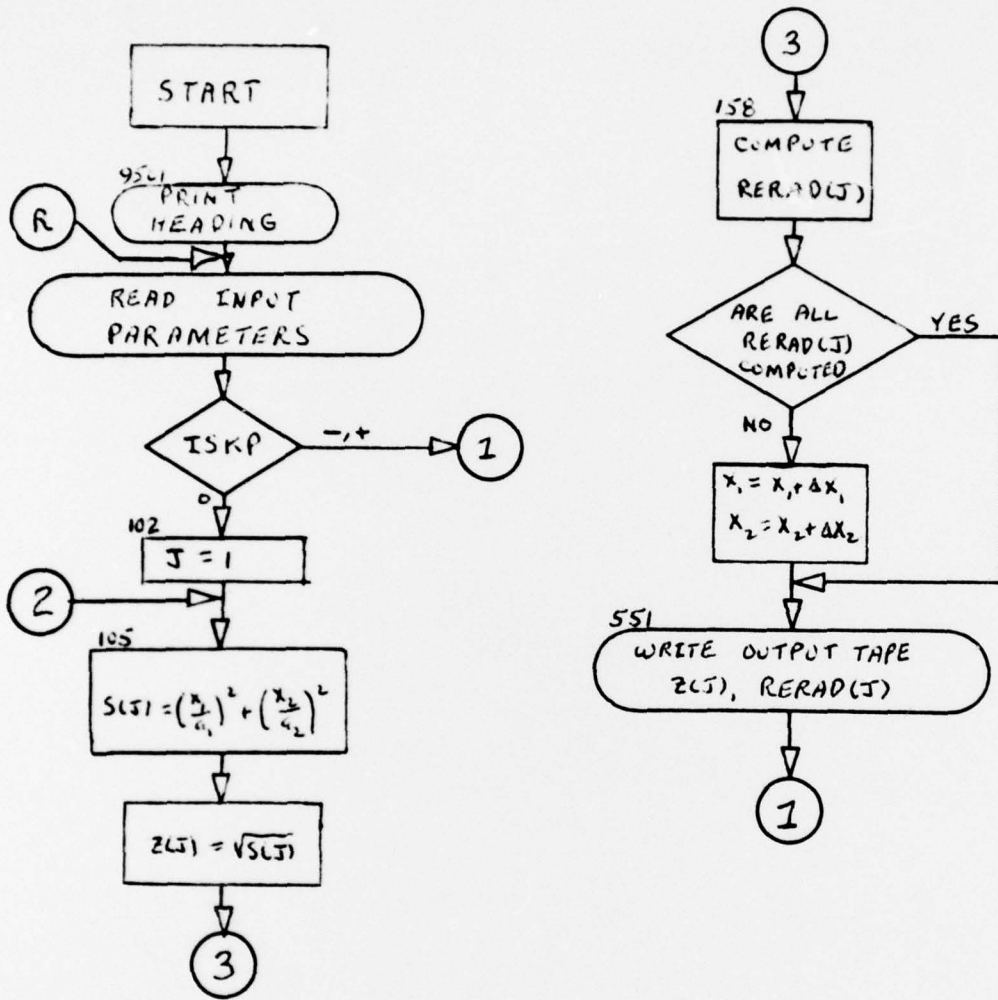 START
PRINT
HEADING
R
READ INPUT
PARAMETERS
ISKP
-,+
1
0
102
J = 1
2
105
S(J) = (x₁/a₁)² + (x₂/a₂)²
Z(J) = √S(J)
3
3
158
COMPUTE
RERAD(J)
ARE ALL
RERAD(J)
COMPUTED
YES
NO
x₁ = x₁ + Δx₁
x₂ = x₂ + Δx₂
551
WRITE OUTPUT TAPE
Z(J), RERAD(J)
1